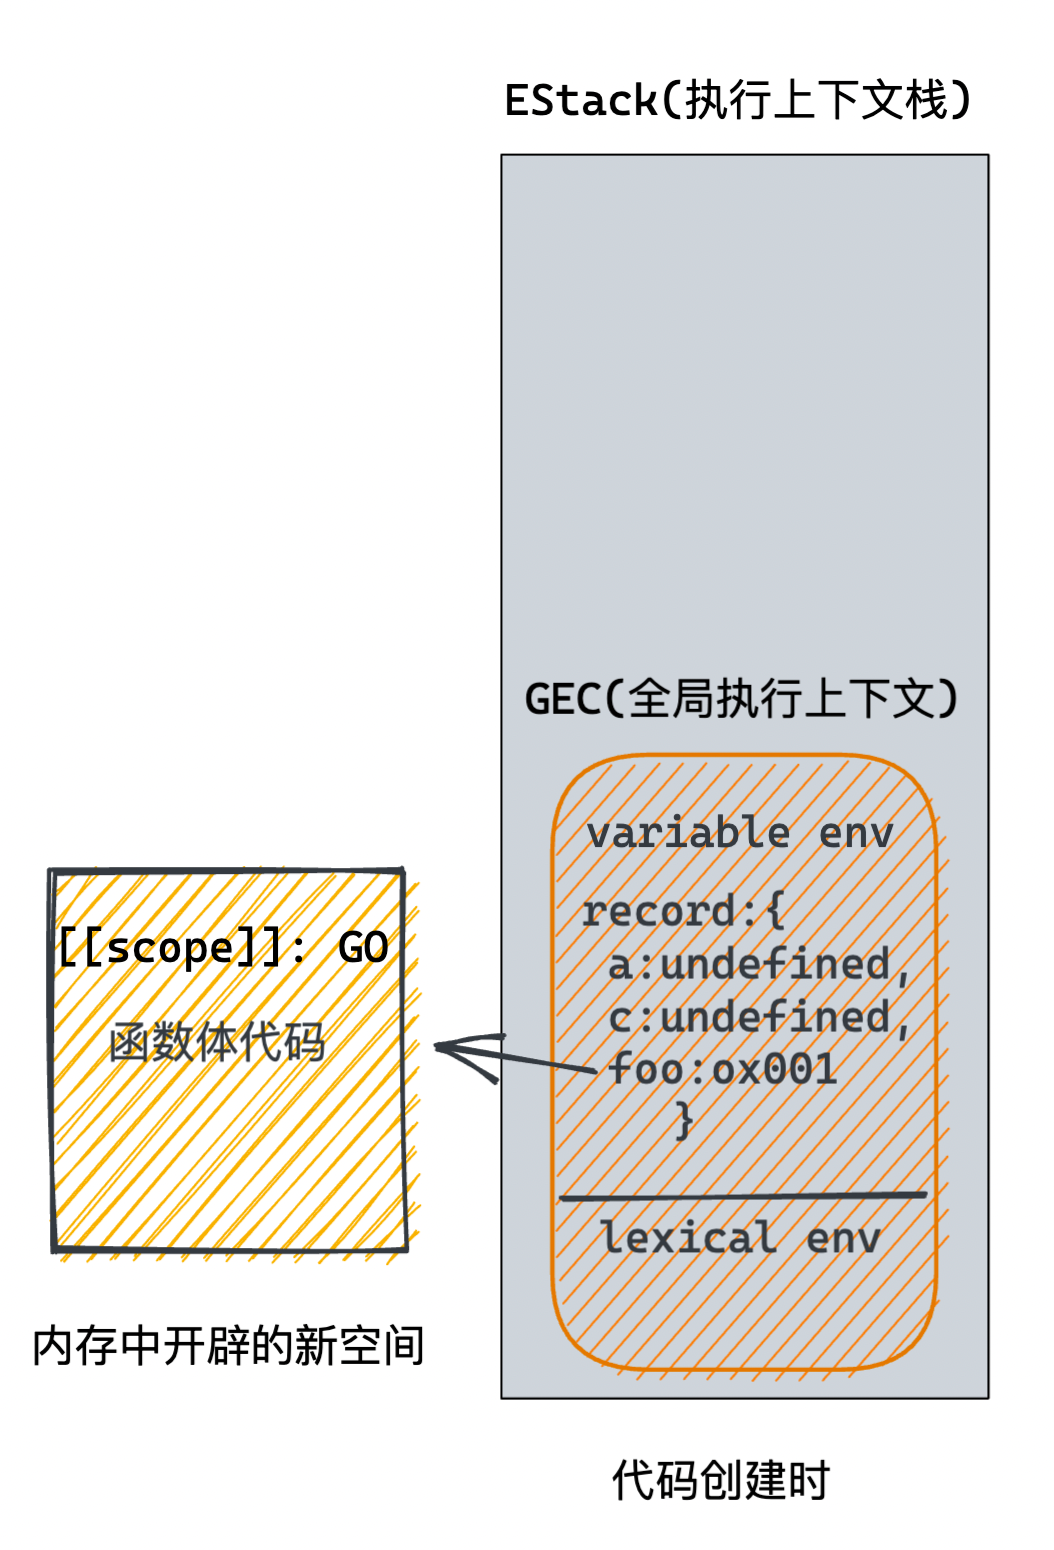 EStack(执行上下文栈)
GEC(全局执行上下文)
variable env
record:{
a:undefined,
c:undefined,
foo:ox001
}
lexical env
[[scope]]: GO
函数体代码
内存中开辟的新空间
代码创建时